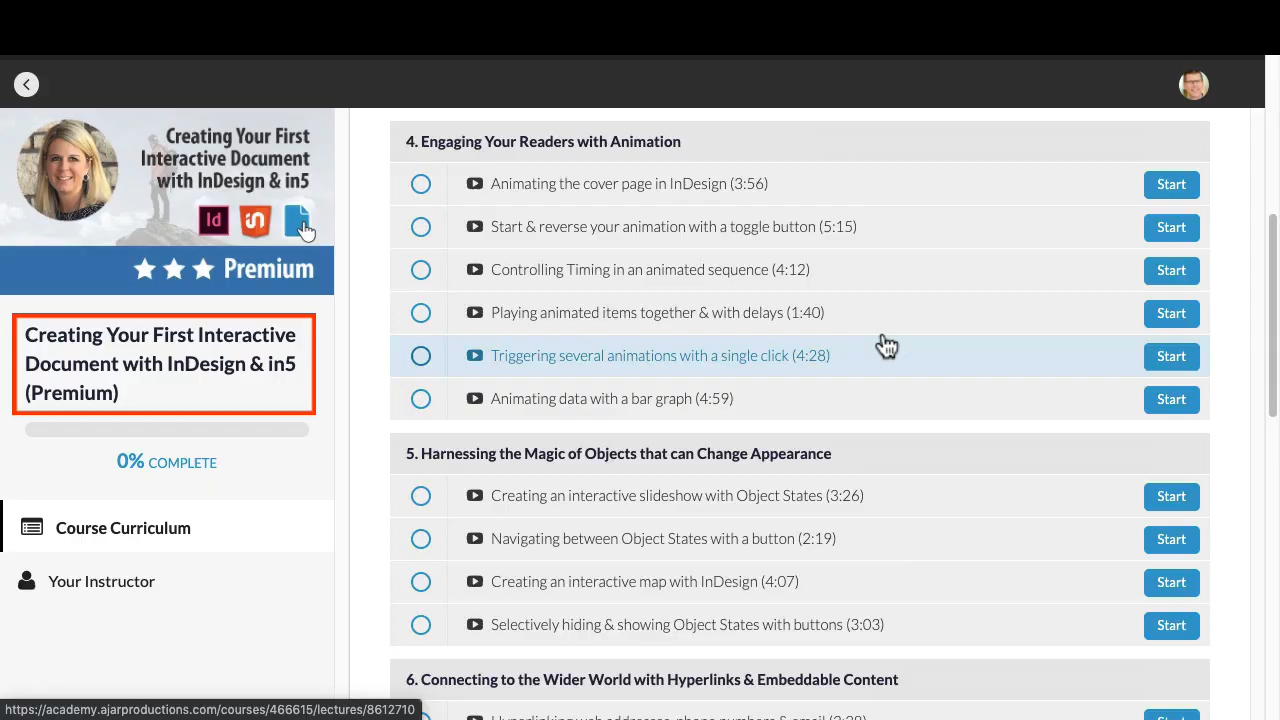 Creating Your First
Interactive Document
with InDesign & in5
Id
in
Premium
Creating Your First Interactive
Document with InDesign & in5
(Premium)
0% COMPLETE
Course Curriculum
Your Instructor
4. Engaging Your Readers with Animation
Animating the cover page in InDesign (3:56)
Start
Start & reverse your animation with a toggle button (5:15)
Start
Controlling Timing in an animated sequence (4:12)
Start
Playing animated items together & with delays (1:40)
Start
Triggering several animations with a single click (4:28)
Start
Animating data with a bar graph (4:59)
Start
5. Harnessing the Magic of Objects that can Change Appearance
Creating an interactive slideshow with Object States (3:26)
Start
Navigating between Object States with a button (2:19)
Start
Creating an interactive map with InDesign (4:07)
Start
Selectively hiding & showing Object States with buttons (3:03)
Start
6. Connecting to the Wider World with Hyperlinks & Embeddable Content
https://academy.ajarproductions.com/courses/466615/lectures/8612710